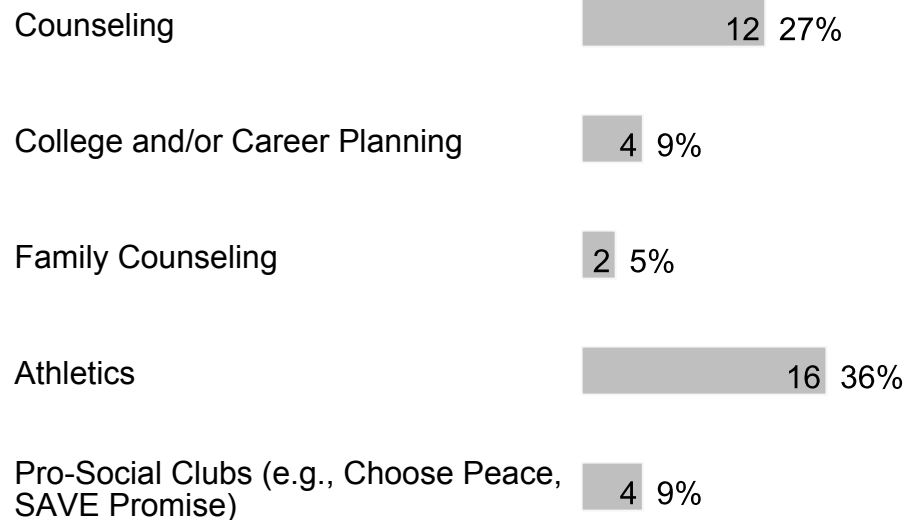 Counseling 12 27%
College and/or Career Planning 4 9%
Family Counseling 2 5%
Athletics 16 36%
Pro-Social Clubs (e.g., Choose Peace,
SAVE Promise) 4 9%